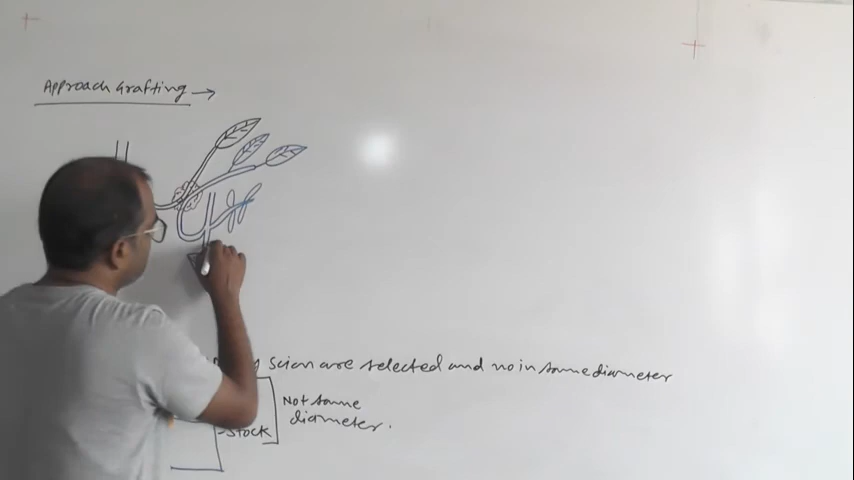 Approach Grafting →
scion are selected and no in same diameter
Not same
diameter.
Stock